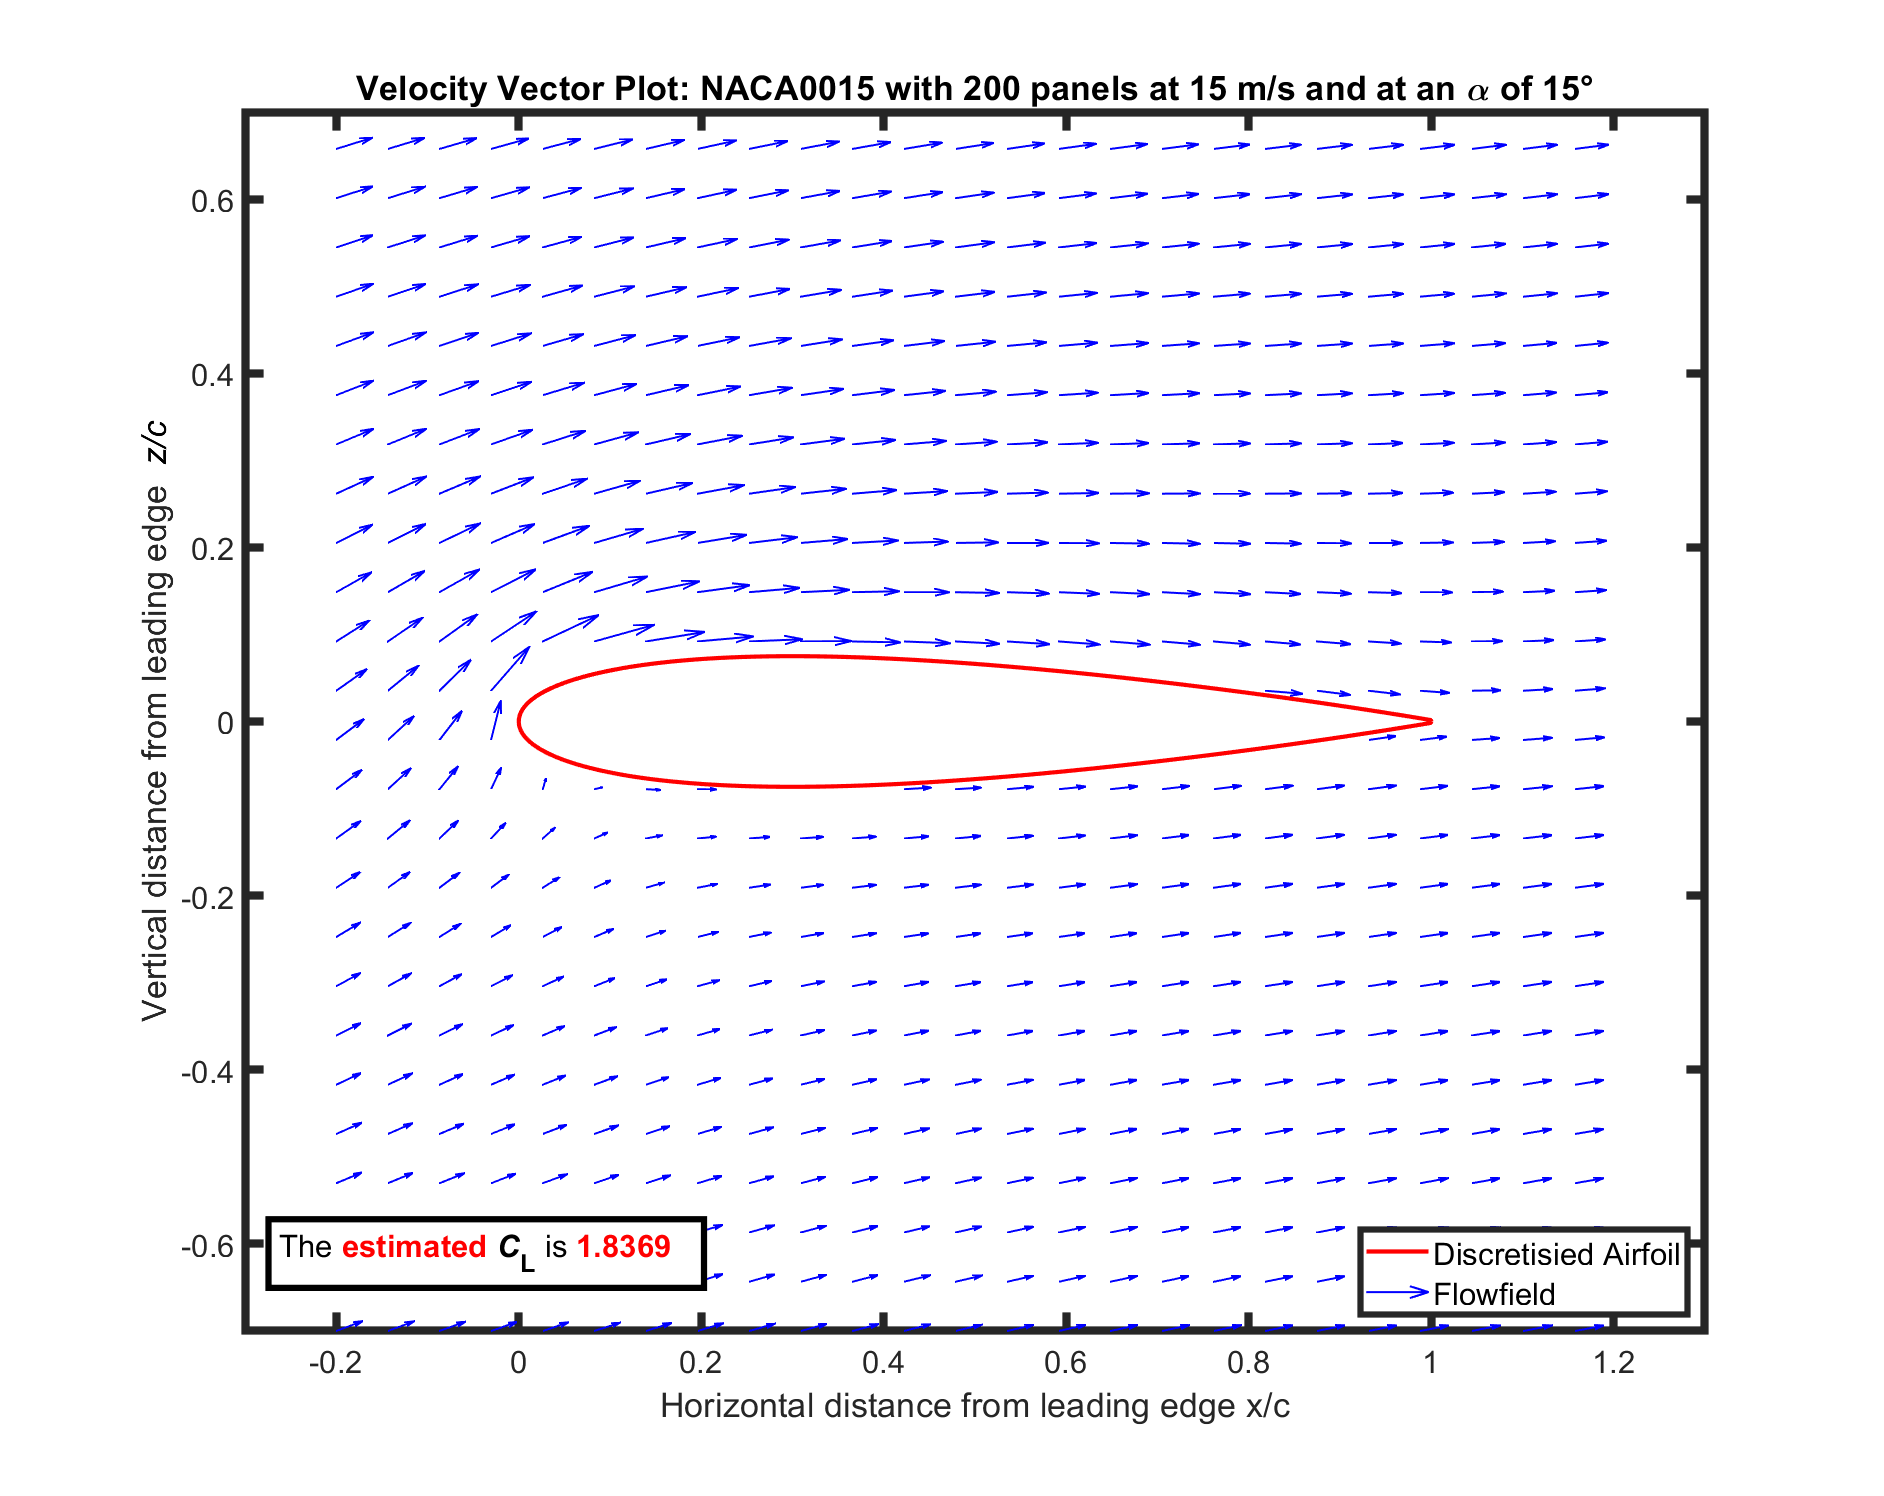 Velocity Vector Plot: NACA0015 with 200 panels at 15 m/s and at an α of 15°
Vertical distance from leading edge z/c
0.6
0.4
0.2
0
-0.2
-0.4
-0.6
The estimated CL is 1.8369
Discretisied Airfoil
Flowfield
-0.2 0 0.2 0.4 0.6 0.8 1 1.2
Horizontal distance from leading edge x/c